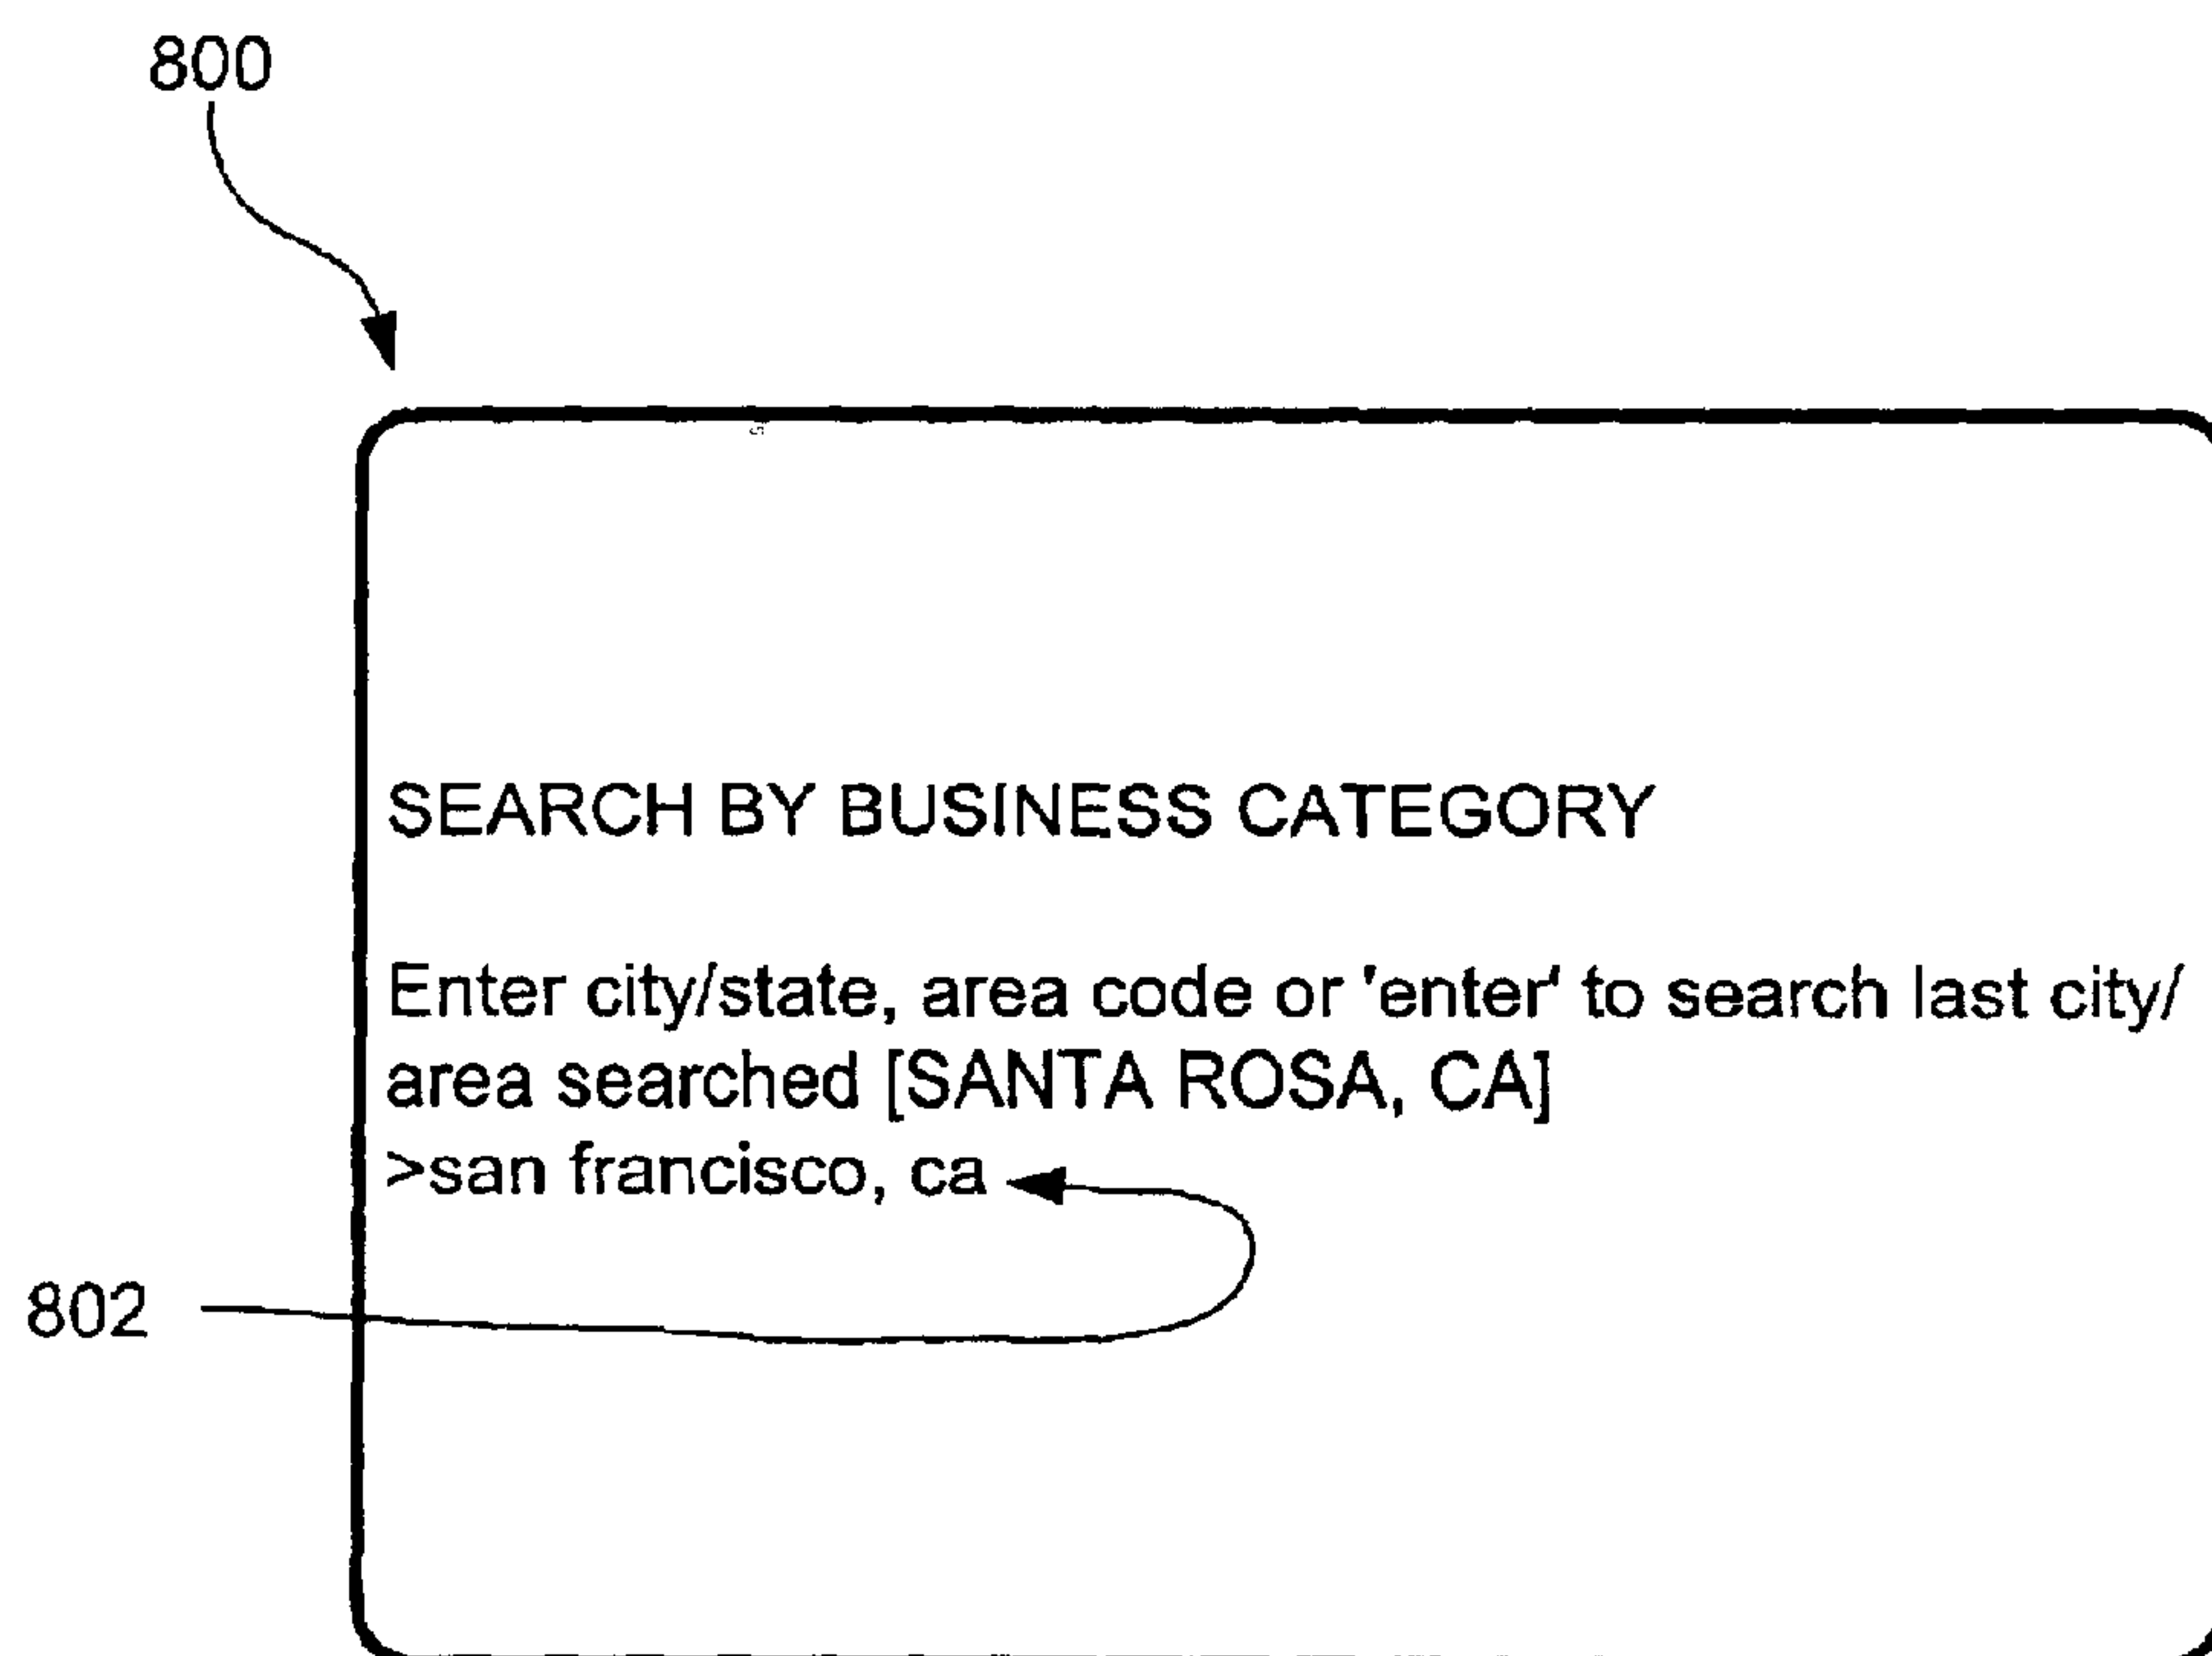 800
SEARCH BY BUSINESS CATEGORY
Enter city/state, area code or 'enter' to search last city/
area searched [SANTA ROSA, CA]
>san francisco, ca
802